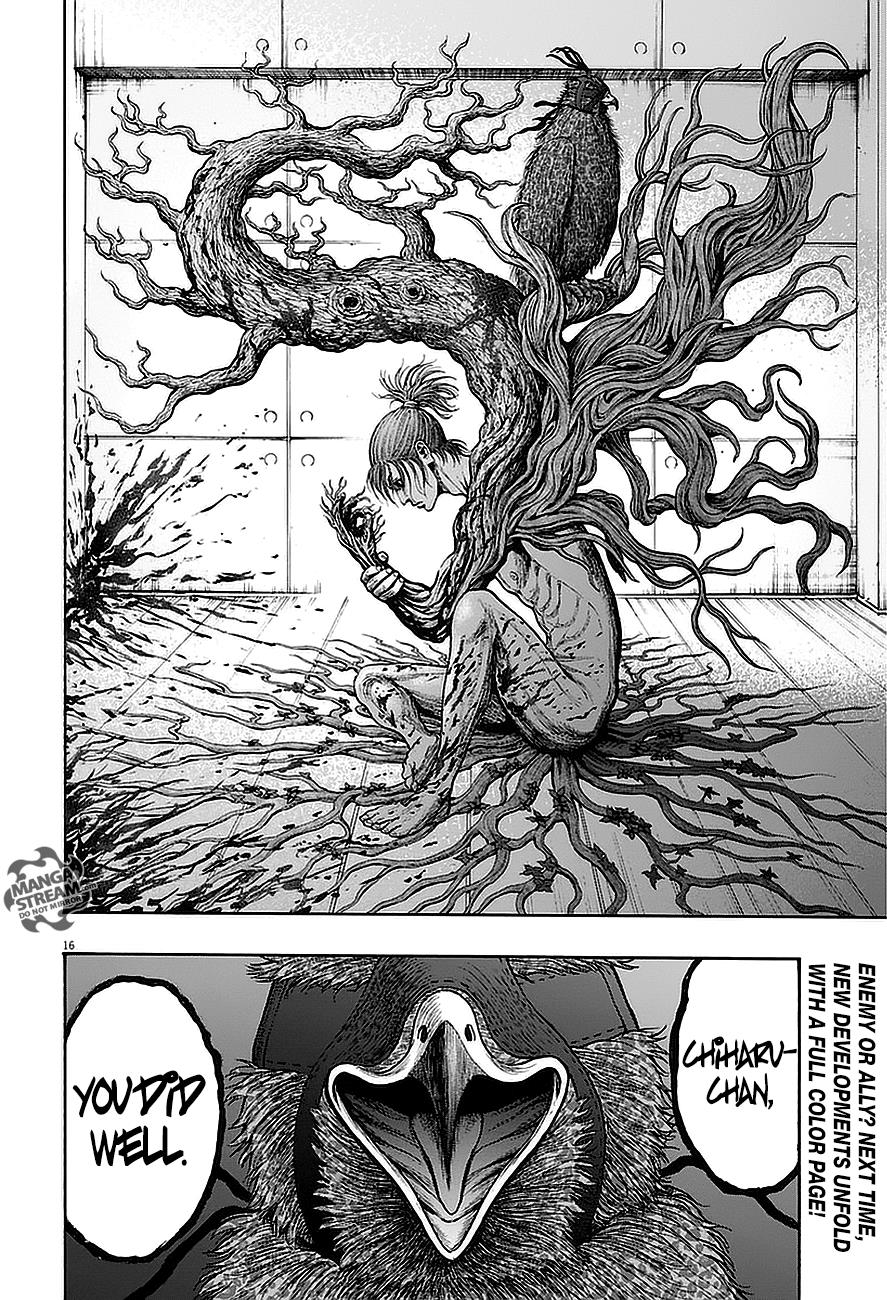 MANGA
STREAM.com
DO NOT MIRROR
16
CHIHARU-
CHAN,
YOU DID
WELL.
ENEMY OR ALLY? NEXT TIME,
NEW DEVELOPMENTS UNFOLD
WITH A FULL COLOR PAGE!